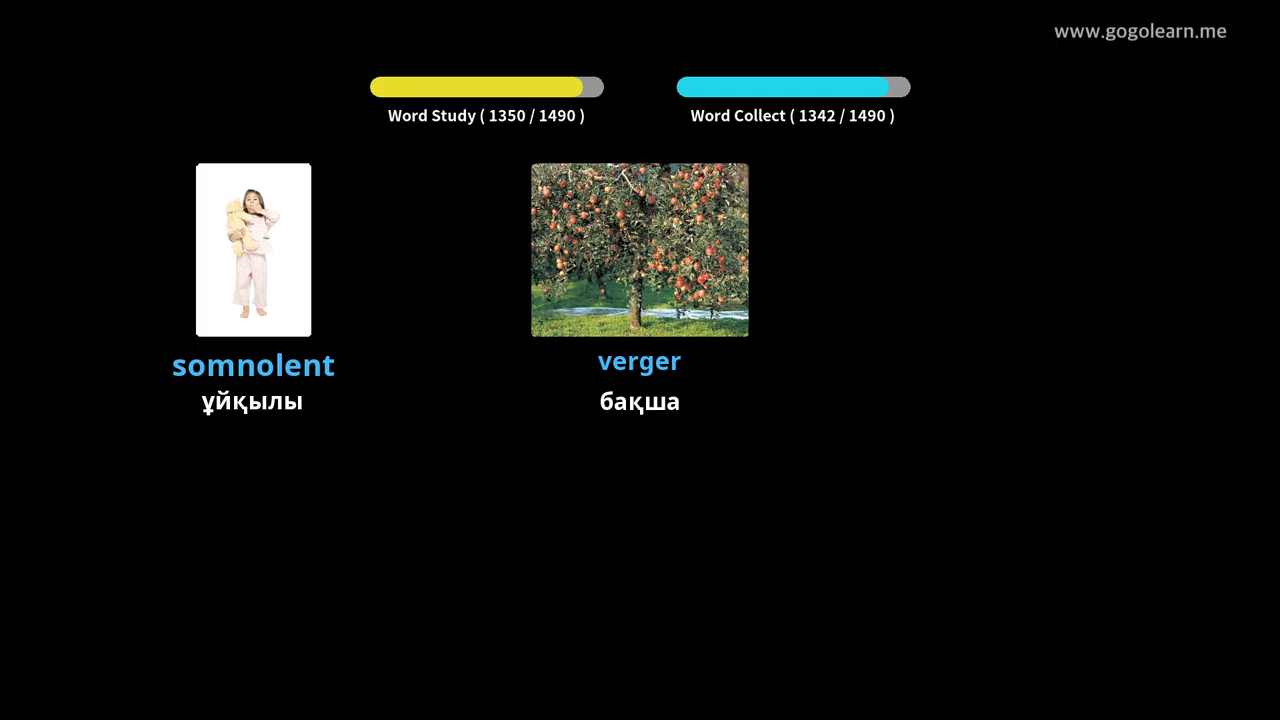 www.gogolearn.me
Word Study ( 1350 / 1490 )
Word Collect ( 1342 / 1490 )
somnolent
ұйқылы
verger
бақша